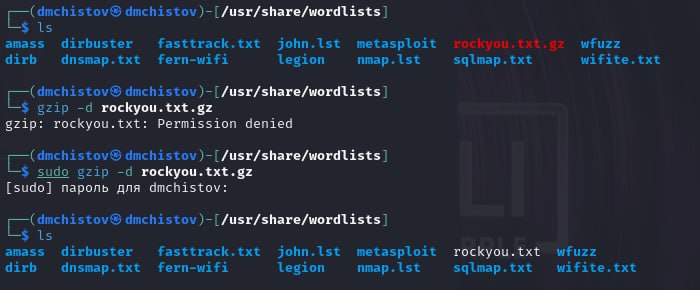 ┌──(dmchistov㉿dmchistov)-[/usr/share/wordlists]
└─$ ls
amass dirbuster fasttrack.txt john.lst metasploit rockyou.txt.gz wfuzz
dirb dnsmap.txt fern-wifi legion nmap.lst sqlmap.txt wifite.txt
┌──(dmchistov㉿dmchistov)-[/usr/share/wordlists]
└─$ gzip -d rockyou.txt.gz
gzip: rockyou.txt: Permission denied
┌──(dmchistov㉿dmchistov)-[/usr/share/wordlists]
└─$ sudo gzip -d rockyou.txt.gz
[sudo] пароль для dmchistov:
┌──(dmchistov㉿dmchistov)-[/usr/share/wordlists]
└─$ ls
amass dirbuster fasttrack.txt john.lst metasploit rockyou.txt wfuzz
dirb dnsmap.txt fern-wifi legion nmap.lst sqlmap.txt wifite.txt